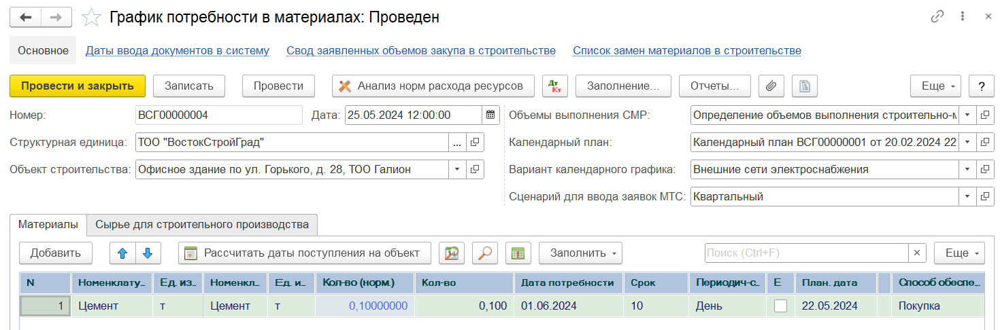 График потребности в материалах: Проведен
Основное Даты ввода документов в систему Свод заявленных объемов закупа в строительстве Список замен материалов в строительстве
Провести и закрыть Записать Провести Анализ норм расхода ресурсов Дт Кт Заполнение... Отчеты... Еще ?
Номер: ВСГ00000004 Дата: 25.05.2024 12:00:00 Объемы выполнения СМР: Определение объемов выполнения строительно-м
Структурная единица: ТОО "ВостокСтройГрад" ... Календарный план: Календарный план ВСГ00000001 от 20.02.2024 22
Объект строительства: Офисное здание по ул. Горького, д. 28, ТОО Галион Вариант календарного графика: Внешние сети электроснабжения
Сценарий для ввода заявок МТС: Квартальный
Материалы Сырье для строительного производства
Добавить Рассчитать даты поступления на объект Заполнить Поиск (Ctrl+F) × Еще
N Номенклату... Ед. из... Номенкл... Ед. и... Кол-во (норм.) Кол-во Дата потребности Срок Периодич-с... Е План. дата Способ обеспе...
1 Цемент т Цемент т 0,10000000 0,100 01.06.2024 10 День 22.05.2024 Покупка